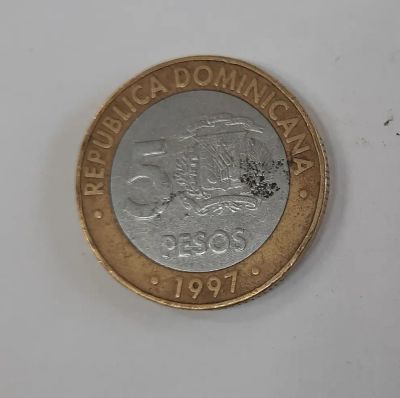 REPUBLICA DOMINICANA
5
PESOS
· 1997 ·